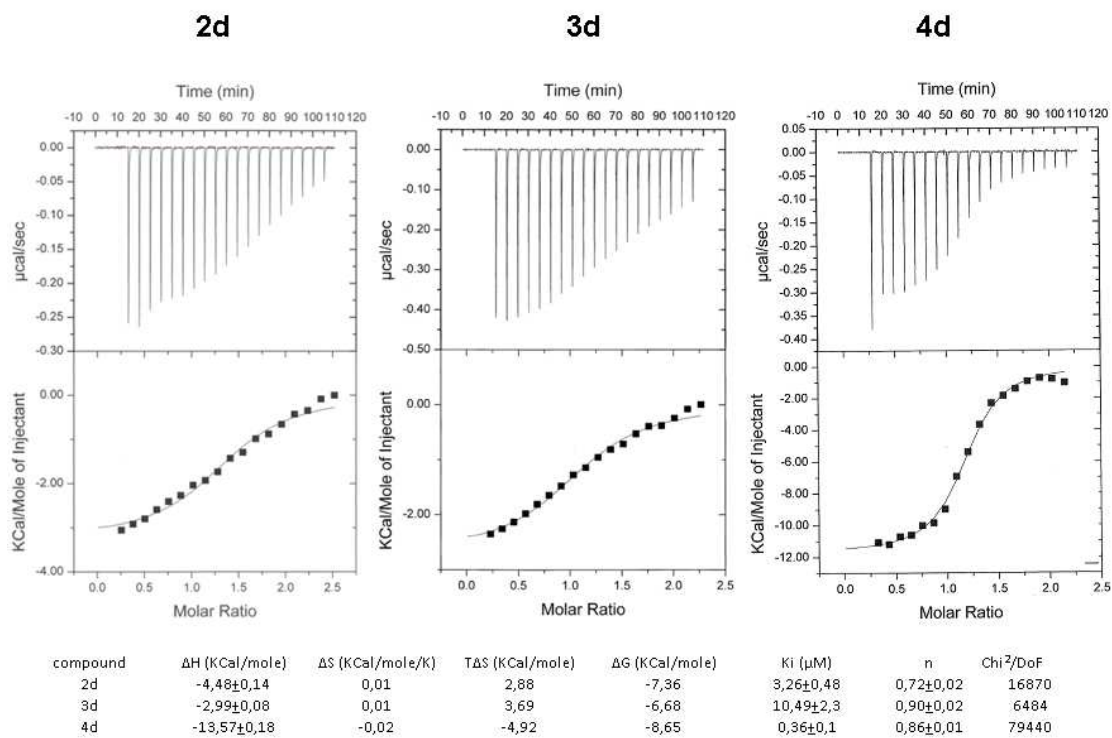 2d 3d 4d
Time (min) Time (min) Time (min)
-10 0 10 20 30 40 50 60 70 80 90 100 110 120
-10 0 10 20 30 40 50 60 70 80 90 100 110 120
-10 0 10 20 30 40 50 60 70 80 90 100 110 120
0.00
-0.05
-0.10
-0.15
-0.20
-0.25
-0.30
µcal/sec
0.00
-0.10
-0.20
-0.30
-0.40
-0.50
µcal/sec
0.05
0.00
-0.05
-0.10
-0.15
-0.20
-0.25
-0.30
-0.35
-0.40
µcal/sec
0.00
-2.00
-4.00
KCal/Mole of Injectant
0.00
-2.00
KCal/Mole of Injectant
0.00
-2.00
-4.00
-6.00
-8.00
-10.00
-12.00
KCal/Mole of Injectant
0.0 0.5 1.0 1.5 2.0 2.5
0.0 0.5 1.0 1.5 2.0 2.5
0.0 0.5 1.0 1.5 2.0 2.5
Molar Ratio Molar Ratio Molar Ratio
compound ΔH (KCal/mole) ΔS (KCal/mole/K) TΔS (KCal/mole) ΔG (KCal/mole) Ki (µM) n Chi²/DoF
2d -4,48±0,14 0,01 2,88 -7,36 3,26±0,48 0,72±0,02 16870
3d -2,99±0,08 0,01 3,69 -6,68 10,49±2,3 0,90±0,02 6484
4d -13,57±0,18 -0,02 -4,92 -8,65 0,36±0,1 0,86±0,01 79440